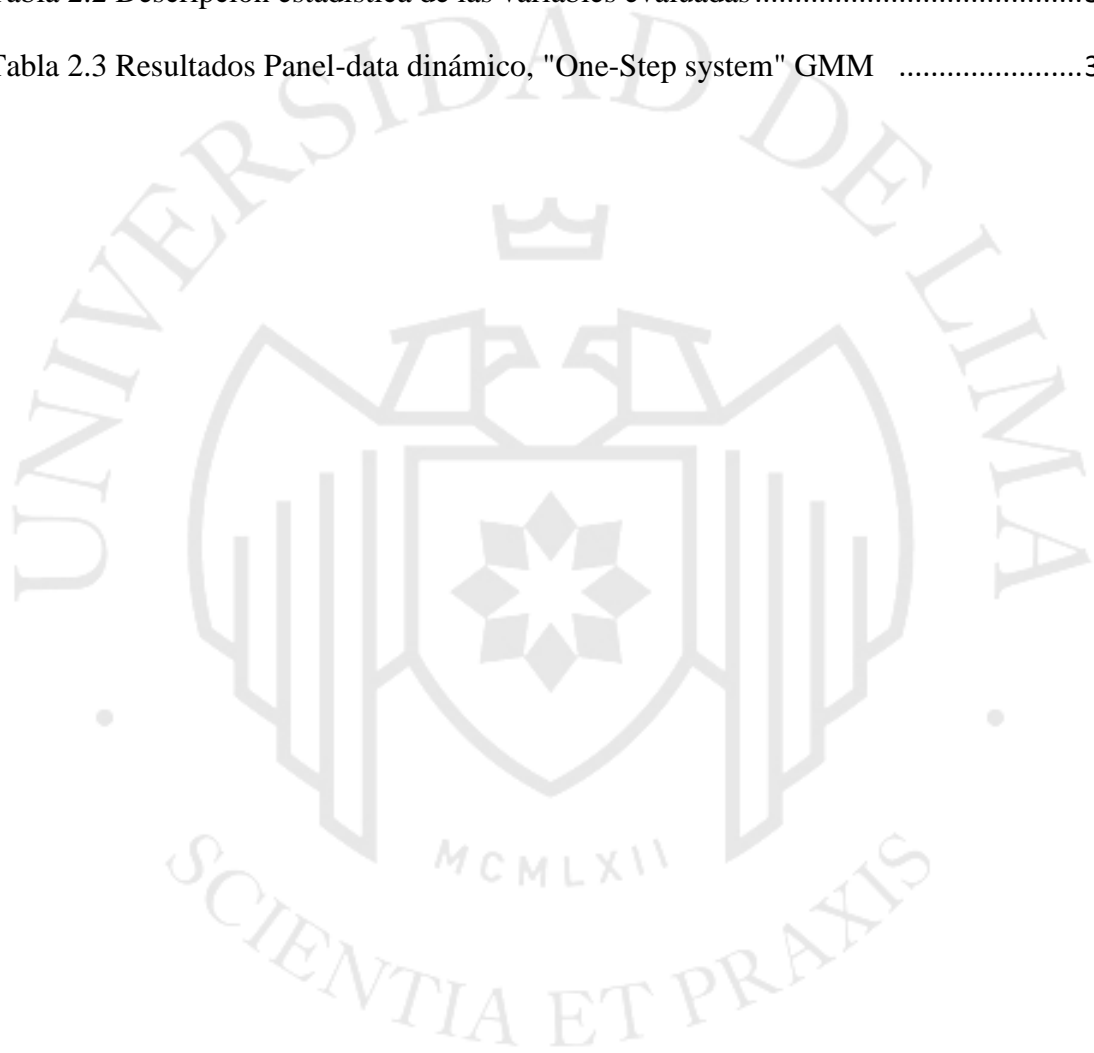 Tabla 2.2 Descripción estadística de las variables evaluadas........................................
Tabla 2.3 Resultados Panel-data dinámico, "One-Step system" GMM .......................3
UNIVERSIDAD DE LIMA
MCMLXII
SCIENTIA ET PRAXIS